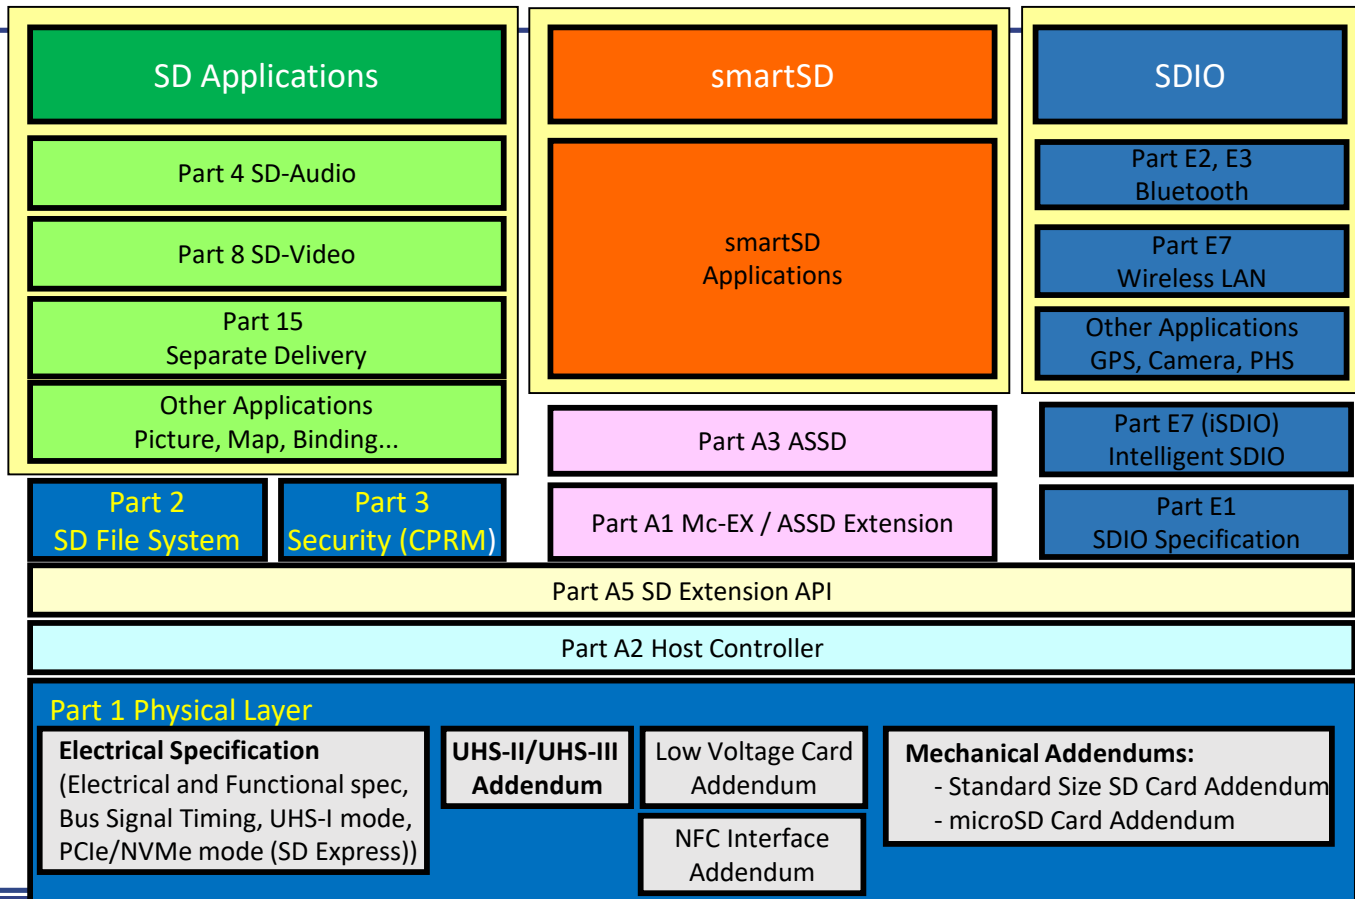 SD Applications
Part 4 SD-Audio
Part 8 SD-Video
Part 15
Separate Delivery
Other Applications
Picture, Map, Binding...
Part 2
SD File System
Part 3
Security (CPRM)
smartSD
smartSD
Applications
Part A3 ASSD
Part A1 Mc-EX / ASSD Extension
SDIO
Part E2, E3
Bluetooth
Part E7
Wireless LAN
Other Applications
GPS, Camera, PHS
Part E7 (iSDIO)
Intelligent SDIO
Part E1
SDIO Specification
Part A5 SD Extension API
Part A2 Host Controller
Part 1 Physical Layer
Electrical Specification
(Electrical and Functional spec,
Bus Signal Timing, UHS-I mode,
PCIe/NVMe mode (SD Express))
UHS-II/UHS-III
Addendum
Low Voltage Card
Addendum
NFC Interface
Addendum
Mechanical Addendums:
- Standard Size SD Card Addendum
- microSD Card Addendum